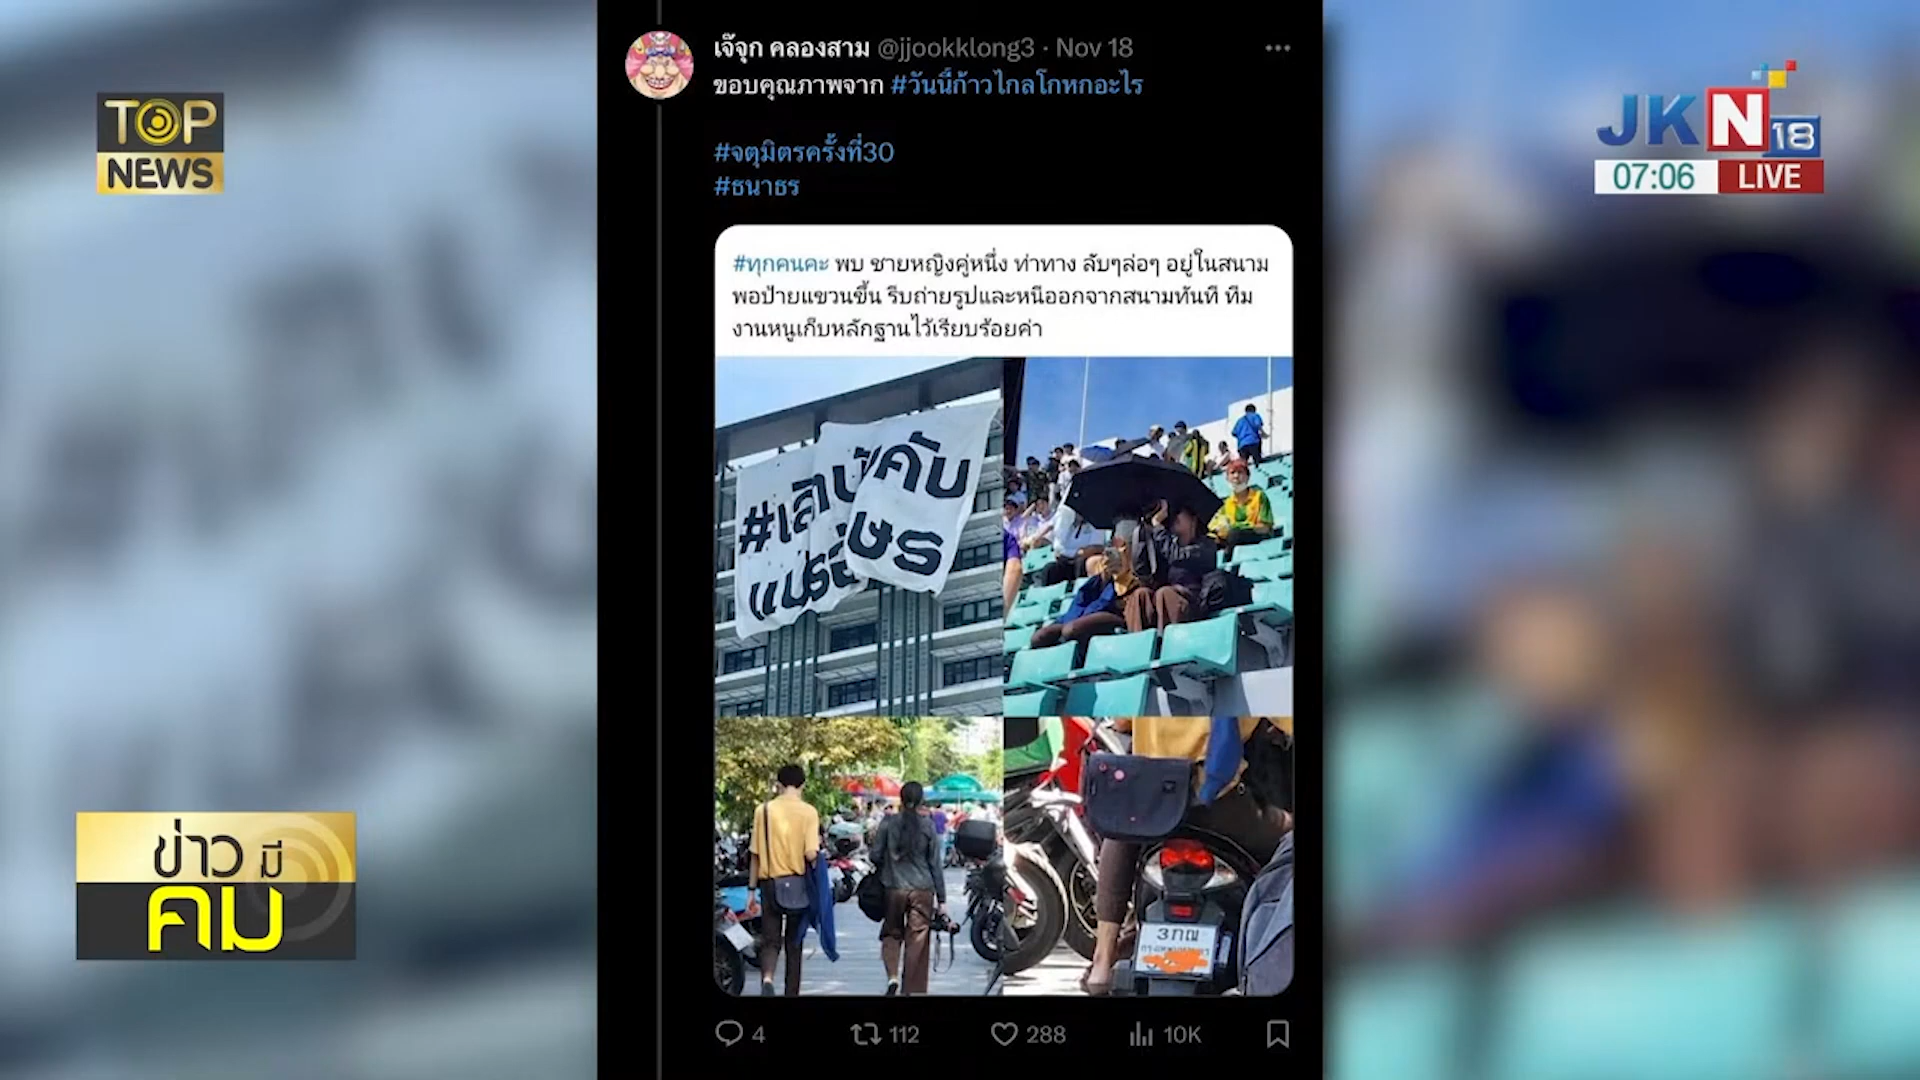 TOP
NEWS
เจ๊จุก คลองสาม @jjookklong3 · Nov 18
ขอบคุณภาพจาก #วันนี้ก้าวไกลโกหกอะไร
#จตุมิตรครั้งที่30
#ธนาธร
JKN18
07:06 LIVE
#ทุกคนคะ พบ ชายหญิงคู่หนึ่ง ท่าทาง ลับๆล่อๆ อยู่ในสนาม
พอป้ายแขวนขึ้น รีบถ่ายรูปและหนีออกจากสนามทันที ทีม
งานหนูเก็บหลักฐานไว้เรียบร้อยค่า
3กณ
ข่าวมี
คม
4 112 288 10K